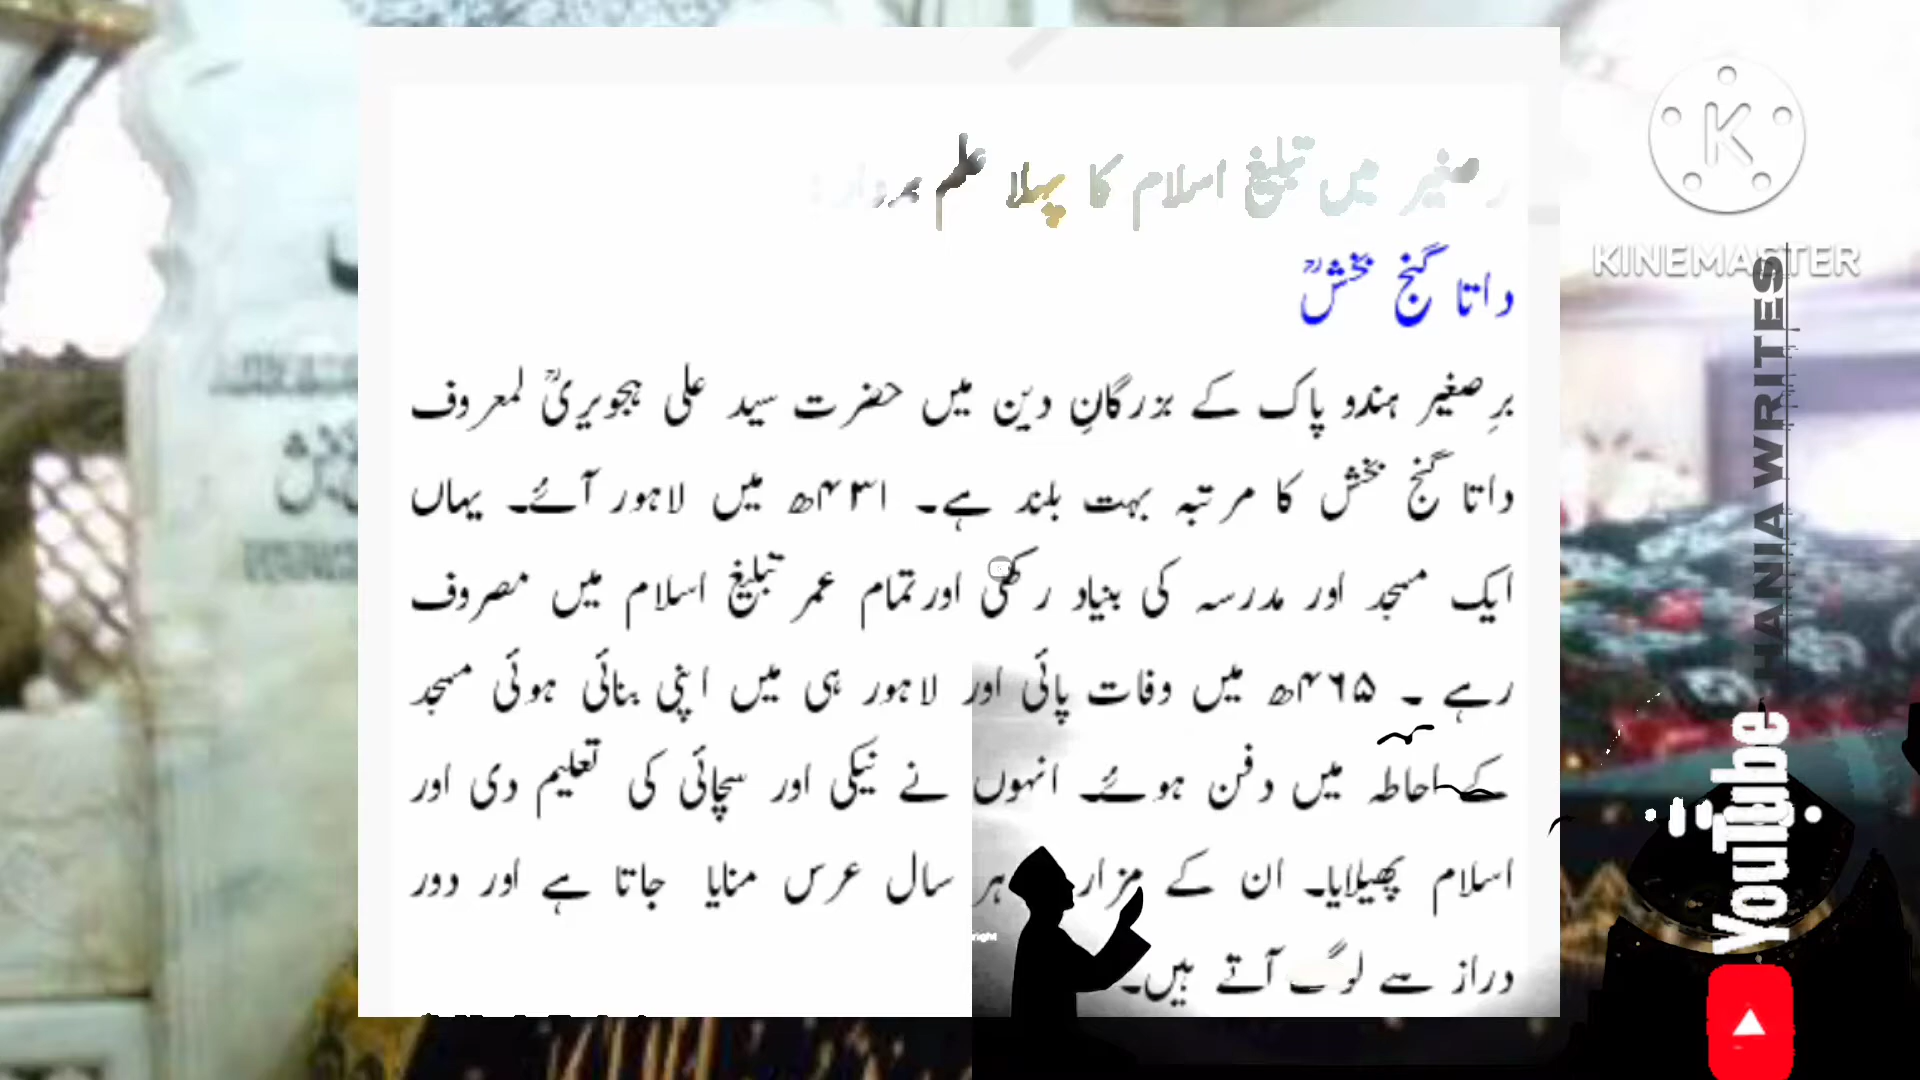 برصغیر میں تبلیغ اسلام کا پہلا علم بردار
داتا گنج بخشؒ
برِصغیر ہندو پاک کے بزرگانِ دین میں حضرت سید علی ہجویریؒ لمعروف
داتا گنج بخش کا مرتبہ بہت بلند ہے۔ ۴۳۱ھ میں لاہور آئے۔ یہاں
ایک مسجد اور مدرسہ کی بنیاد رکھی اور تمام عمر تبلیغ اسلام میں مصروف
رہے ۔ ۴۶۵ھ میں وفات پائی اور لاہور ہی میں اپنی بنائی ہوئی مسجد
کے احاطہ میں دفن ہوئے۔ انہوں نے نیکی اور سچائی کی تعلیم دی اور
اسلام پھیلایا۔ ان کے مزار ہر سال عرس منایا جاتا ہے اور دور
دراز سے لوگ آتے ہیں۔
K
KINEMASTER
HANIA WRITES
YouTube